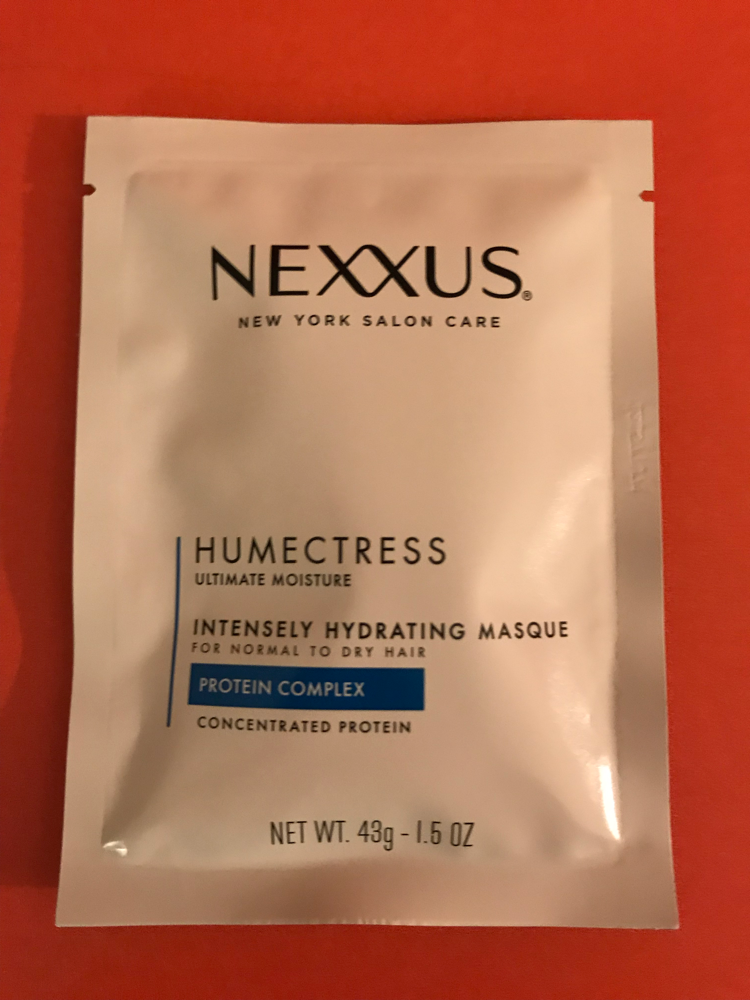 NEXXUS®
NEW YORK SALON CARE
HUMECTRESS
ULTIMATE MOISTURE
INTENSELY HYDRATING MASQUE
FOR NORMAL TO DRY HAIR
PROTEIN COMPLEX
CONCENTRATED PROTEIN
NET WT. 43g - 1.5 OZ